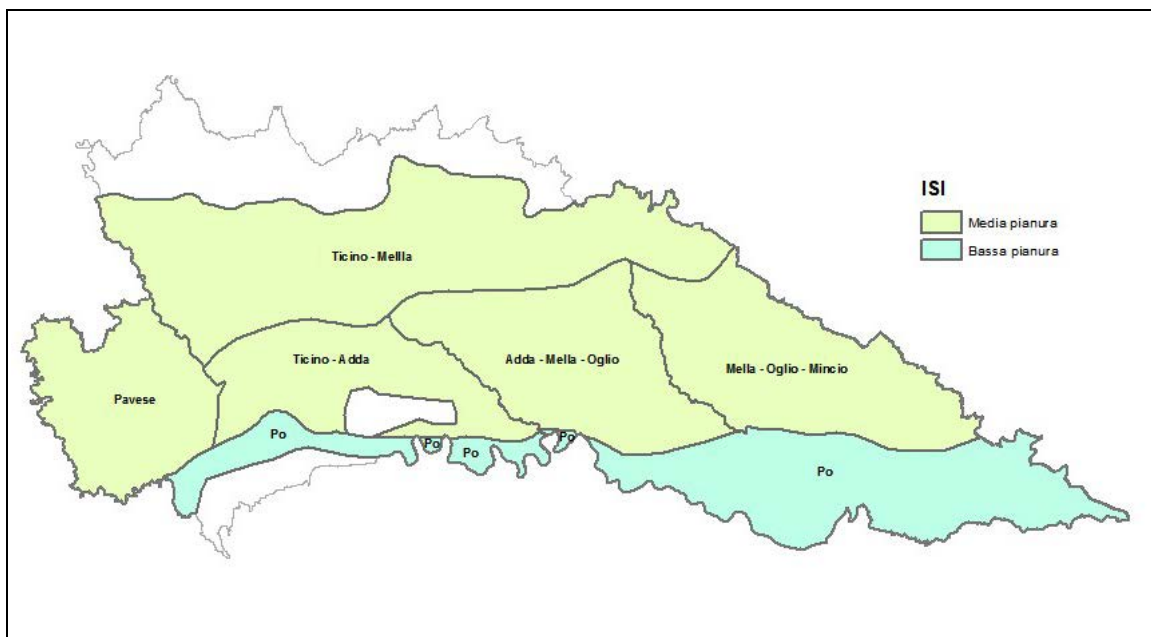 ISI
Media pianura
Bassa pianura
Ticino - Mellla
Ticino - Adda
Adda - Mella - Oglio
Mella - Oglio - Mincio
Pavese
Po
Po
Po
Po
Po